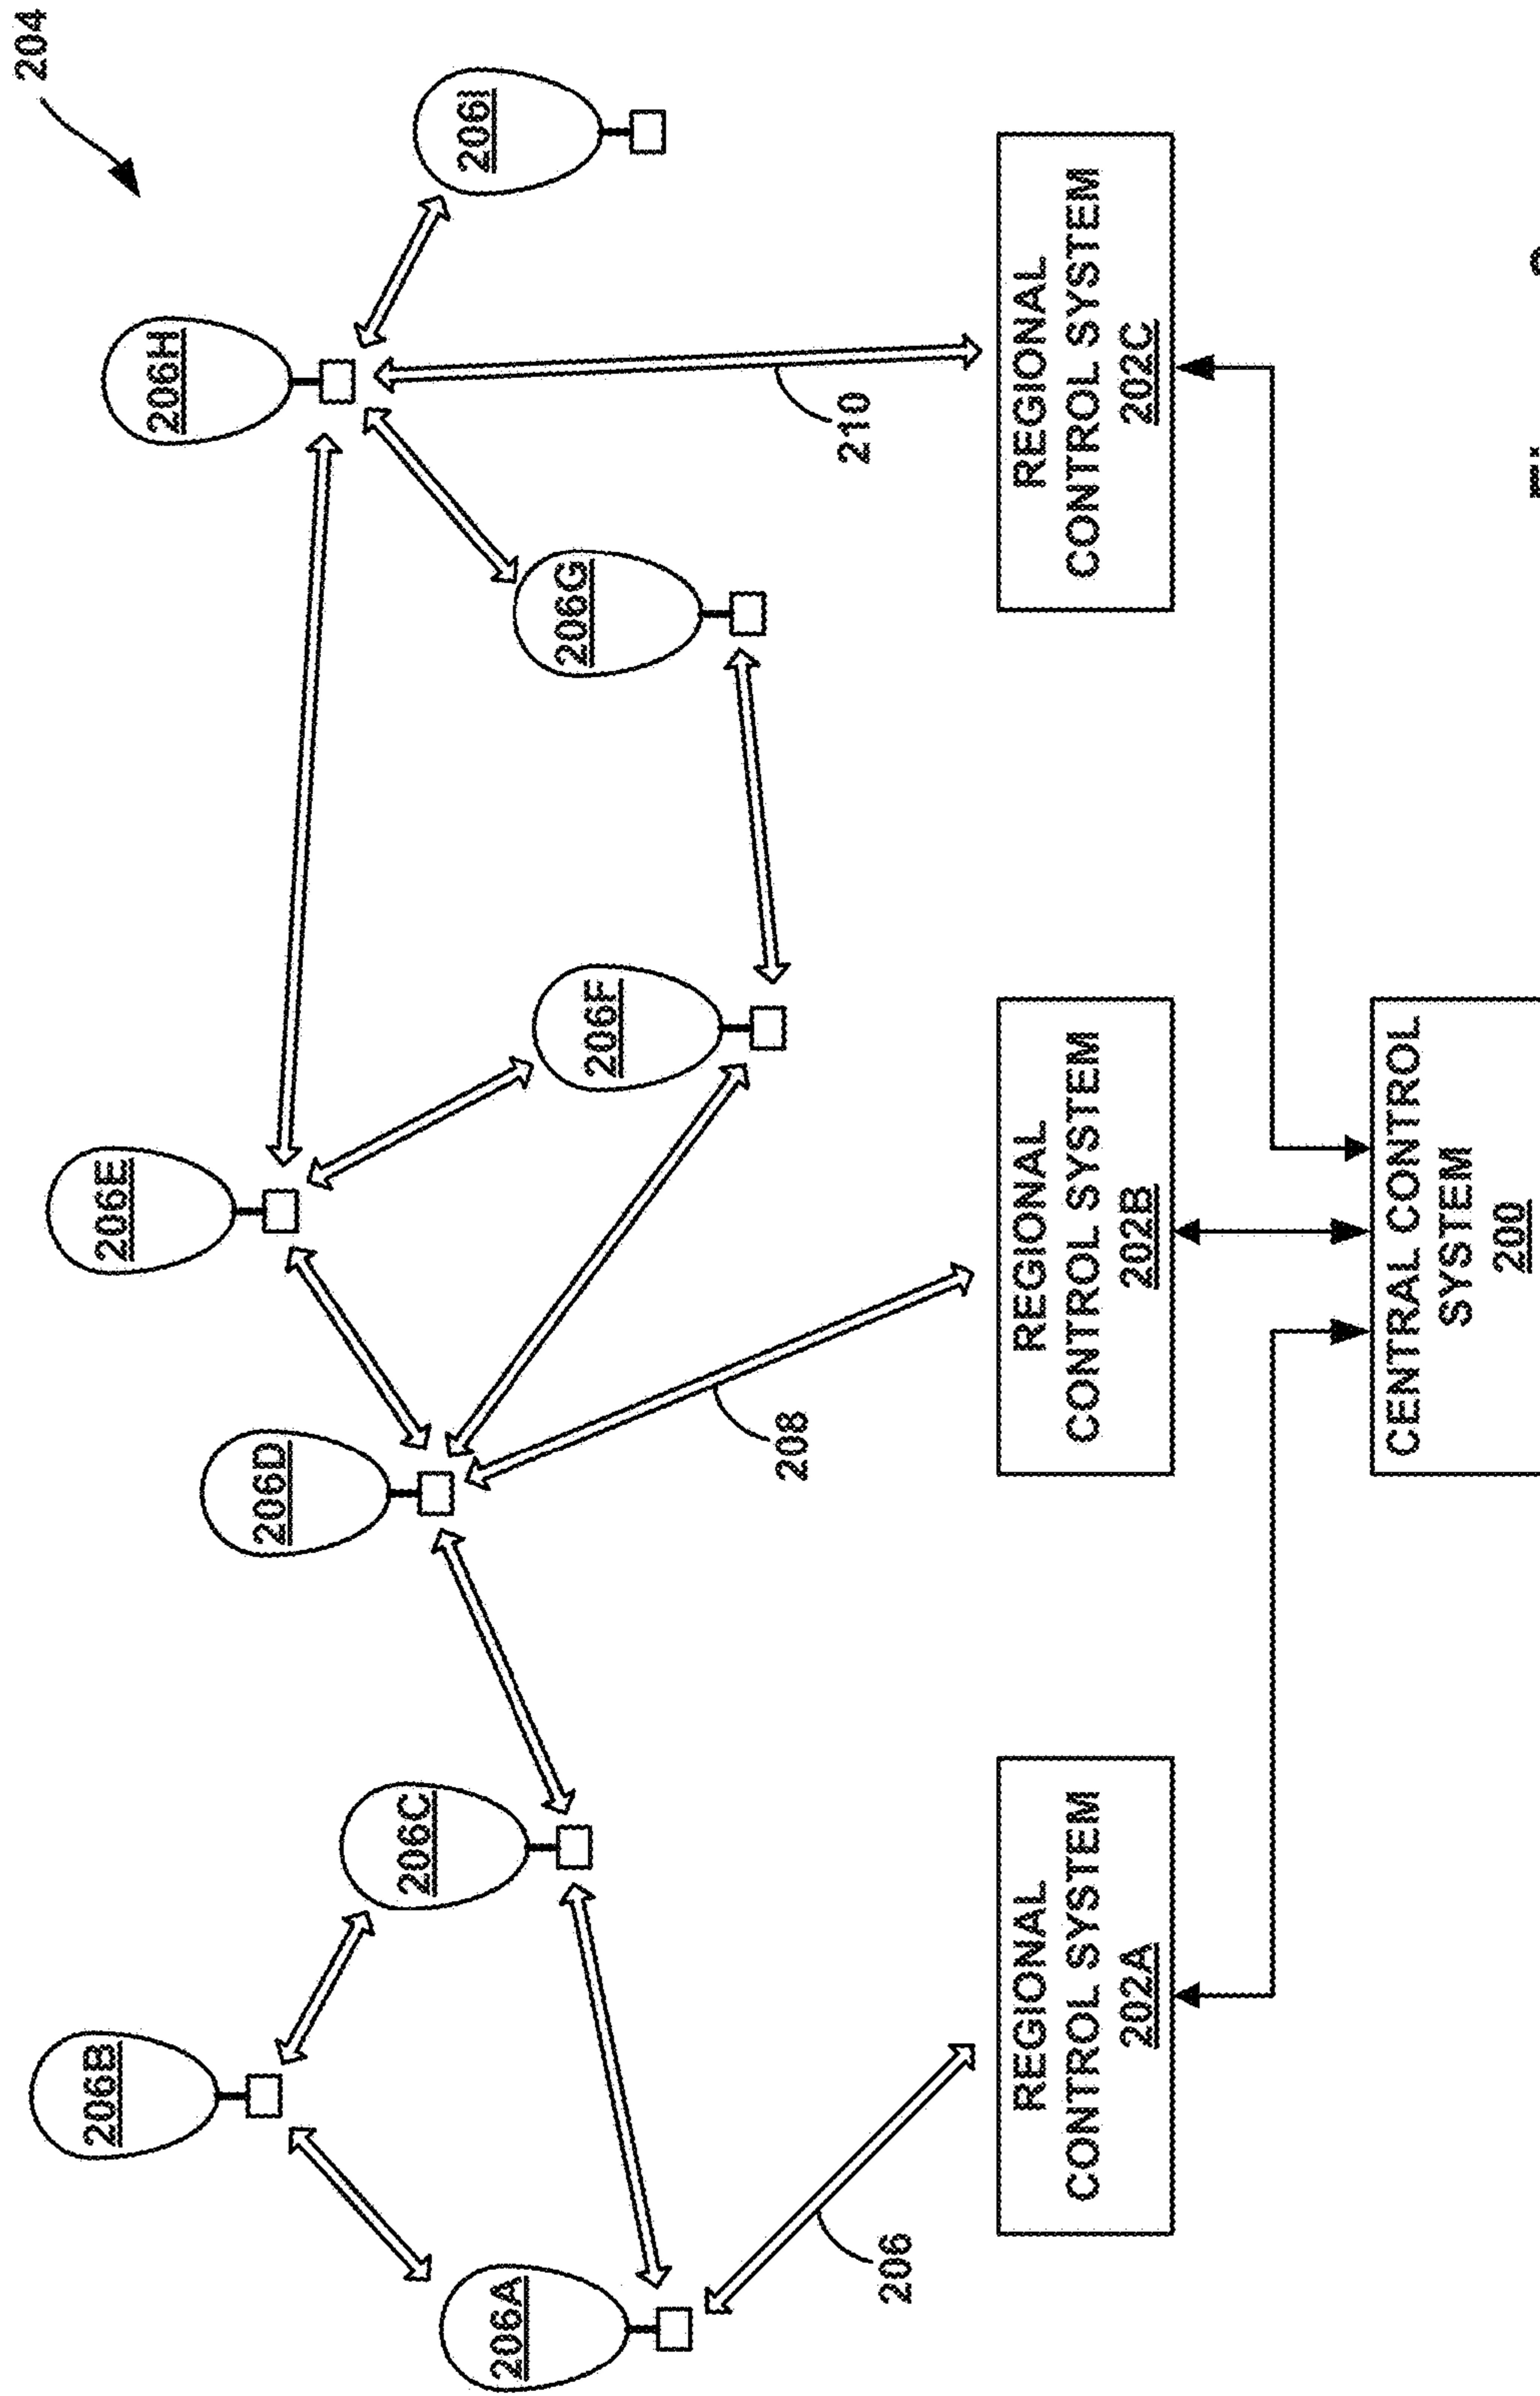 204
206B
206E
206H
206D
206C
206I
206A
206F
206G
206
208
210
REGIONAL
CONTROL SYSTEM
202A
REGIONAL
CONTROL SYSTEM
202B
REGIONAL
CONTROL SYSTEM
202C
CENTRAL CONTROL
SYSTEM
200